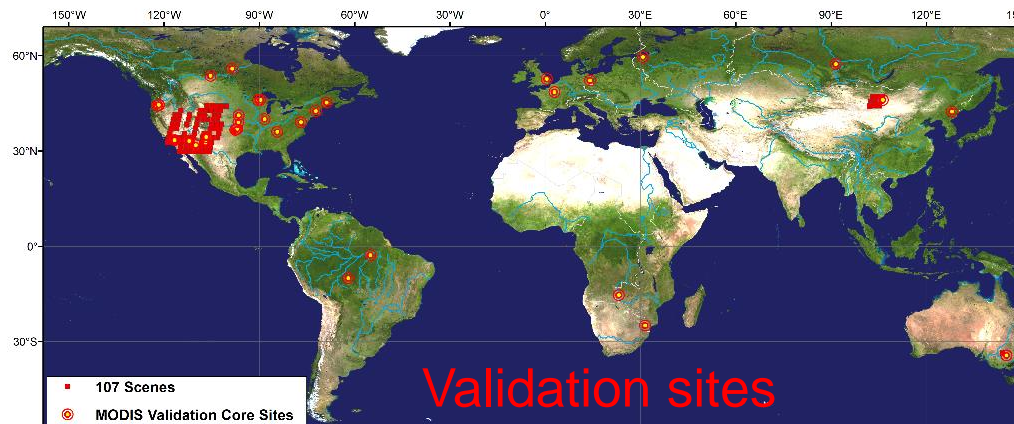 150°W 120°W 90°W 60°W 30°W 0° 30°E 60°E 90°E 120°E
60°N
30°N
0°
30°S
Validation sites
107 Scenes
MODIS Validation Core Sites